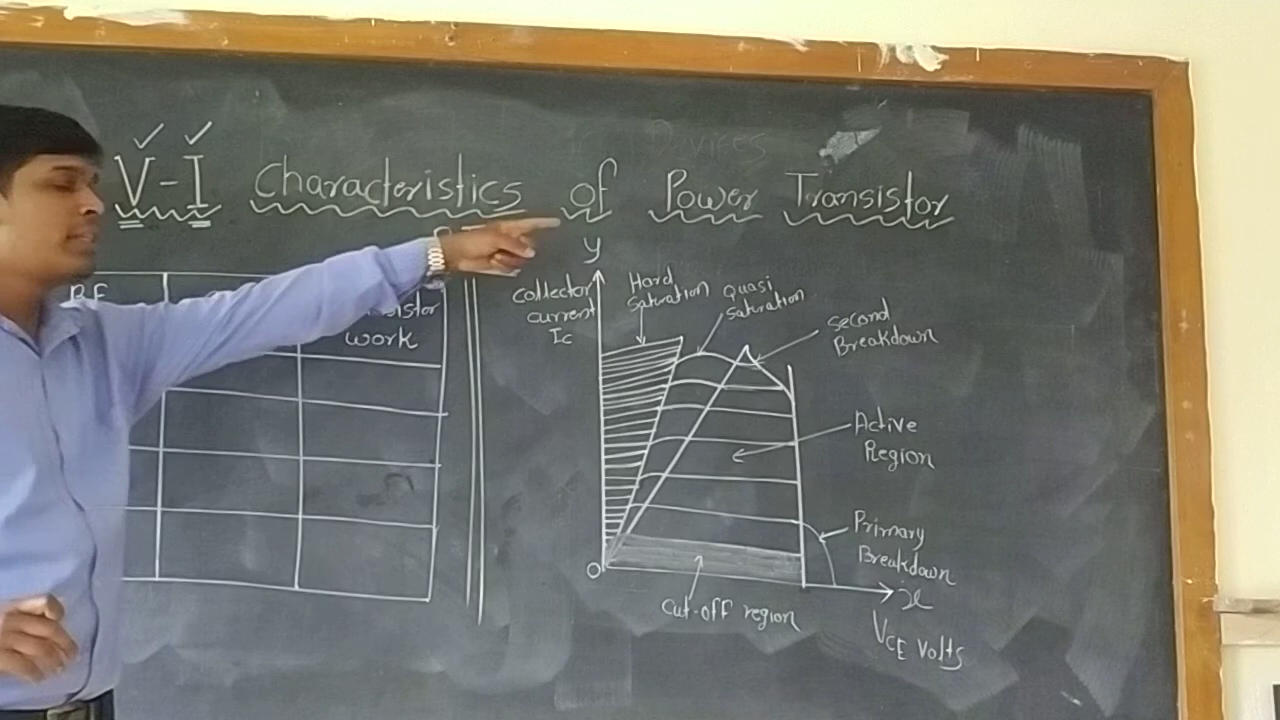 Devices
V-I Characteristics of Power Transistor
BE
work
y
Collector
current
Ic
Hard
saturation
Quasi
saturation
Second
Breakdown
Active
Region
Primary
Breakdown
O
x
Cut-off region
VCE Volts